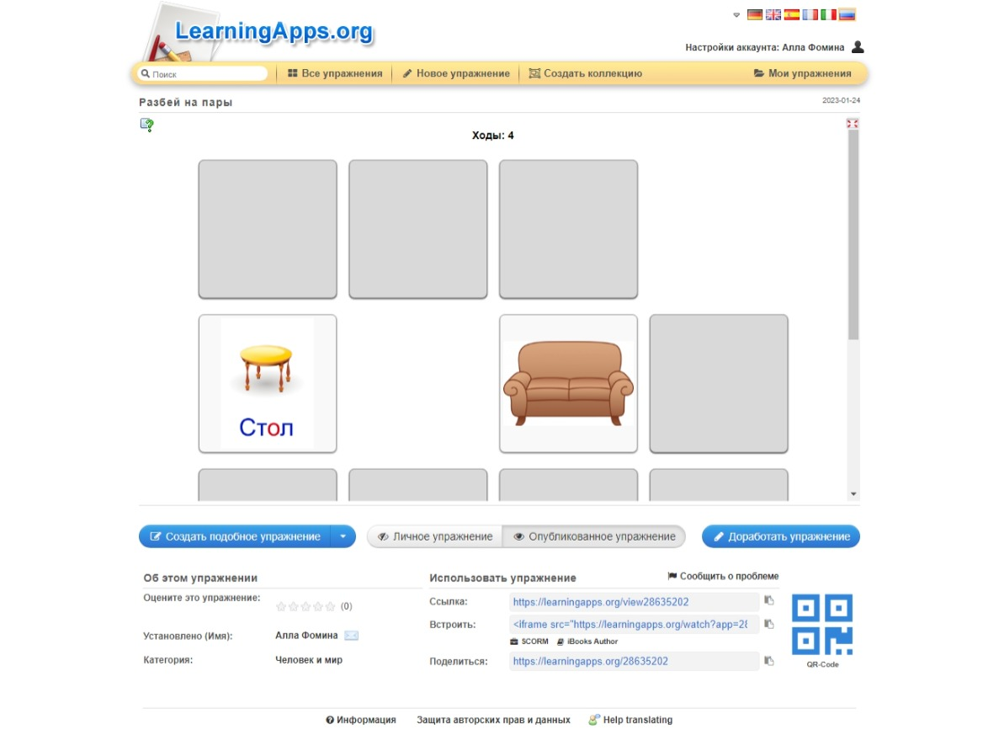 LearningApps.org
Настройки аккаунта: Алла Фомина
Поиск
Все упражнения
Новое упражнение
Создать коллекцию
Мои упражнения
Разбей на пары
2023-01-24
Ходы: 4
Стол
Создать подобное упражнение
Личное упражнение
Опубликованное упражнение
Доработать упражнение
Об этом упражнении
Оцените это упражнение:
(0)
Установлено (Имя):
Алла Фомина
Категория:
Человек и мир
Использовать упражнение
Сообщить о проблеме
Ссылка:
https://learningapps.org/view28635202
Встроить:
<iframe src="https://learningapps.org/watch?app=28
SCORM
iBooks Author
Поделиться:
https://learningapps.org/28635202
QR-Code
Информация
Защита авторских прав и данных
Help translating